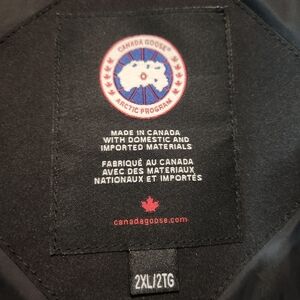 CANADA GOOSE®
ARCTIC PROGRAM
MADE IN CANADA
WITH DOMESTIC AND
IMPORTED MATERIALS
FABRIQUÉ AU CANADA
AVEC DES MATERIAUX
NATIONAUX ET IMPORTÉS
canadagoose.com
2XL/2TG